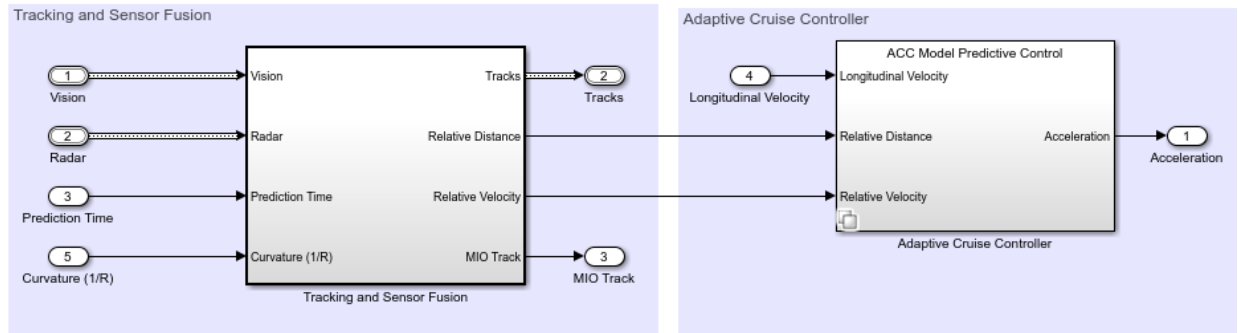 Tracking and Sensor Fusion
1
Vision
2
Radar
3
Prediction Time
5
Curvature (1/R)
Vision
Radar
Prediction Time
Curvature (1/R)
Tracks
Relative Distance
Relative Velocity
MIO Track
Tracking and Sensor Fusion
2
Tracks
3
MIO Track
Adaptive Cruise Controller
4
Longitudinal Velocity
ACC Model Predictive Control
Longitudinal Velocity
Relative Distance
Relative Velocity
Acceleration
Adaptive Cruise Controller
1
Acceleration